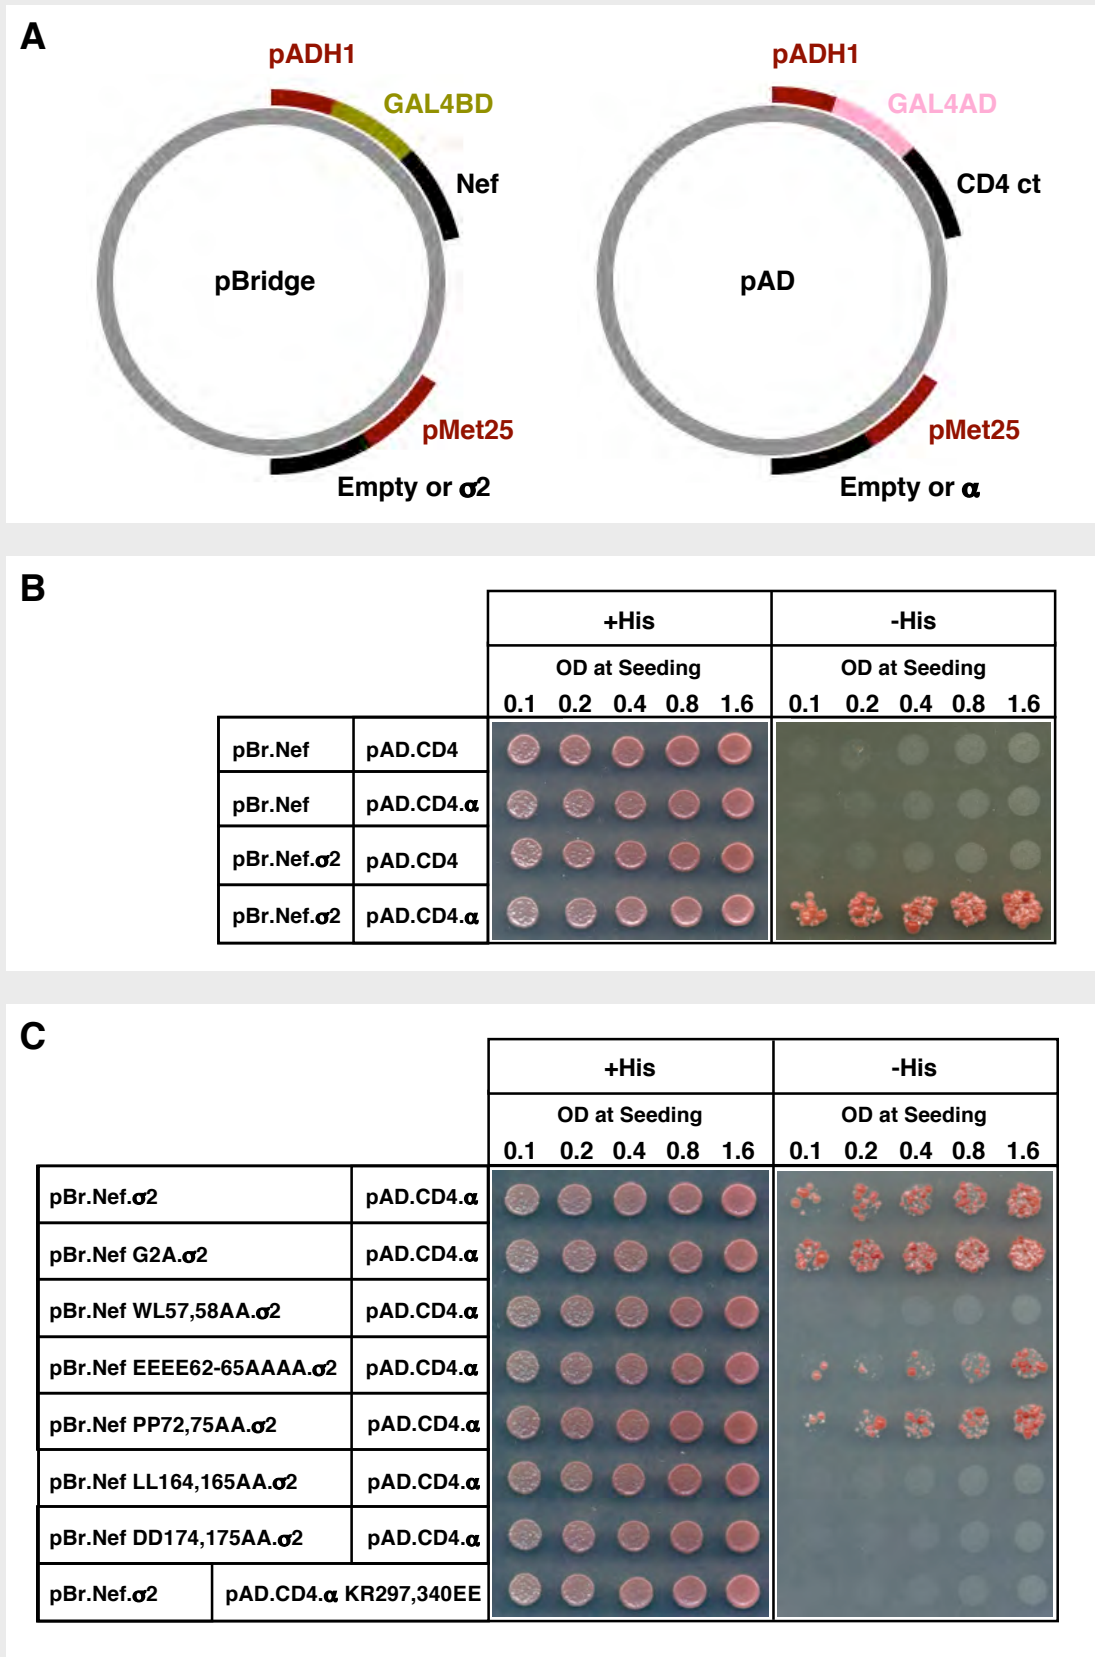 A
pADH1
GAL4BD
Nef
pBridge
pMet25
Empty or σ2
pADH1
GAL4AD
CD4 ct
pAD
pMet25
Empty or α
B
+His -His
OD at Seeding OD at Seeding
0.1 0.2 0.4 0.8 1.6 0.1 0.2 0.4 0.8 1.6
pBr.Nef pAD.CD4
pBr.Nef pAD.CD4.α
pBr.Nef.σ2 pAD.CD4
pBr.Nef.σ2 pAD.CD4.α
C
+His -His
OD at Seeding OD at Seeding
0.1 0.2 0.4 0.8 1.6 0.1 0.2 0.4 0.8 1.6
pBr.Nef.σ2 pAD.CD4.α
pBr.Nef G2A.σ2 pAD.CD4.α
pBr.Nef WL57,58AA.σ2 pAD.CD4.α
pBr.Nef EEEE62-65AAAA.σ2 pAD.CD4.α
pBr.Nef PP72,75AA.σ2 pAD.CD4.α
pBr.Nef LL164,165AA.σ2 pAD.CD4.α
pBr.Nef DD174,175AA.σ2 pAD.CD4.α
pBr.Nef.σ2 pAD.CD4.α KR297,340EE